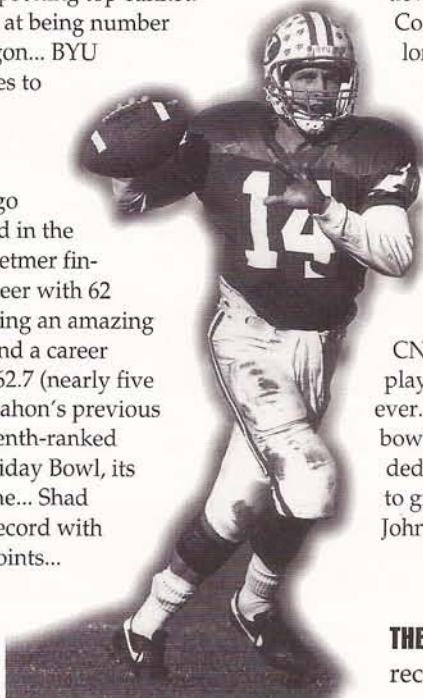 top-ranked
at being number
gon... BYU
es to
go
d in the
etmer fin-
eer with 62
ing an amazing
nd a career
62.7 (nearly five
ahon's previous
enth-ranked
iday Bowl, its
ne... Shad
ecord with
oints...
BYU
14
Co
lon
CN
play
ever.
bow
ded
to g
John
THE
rec